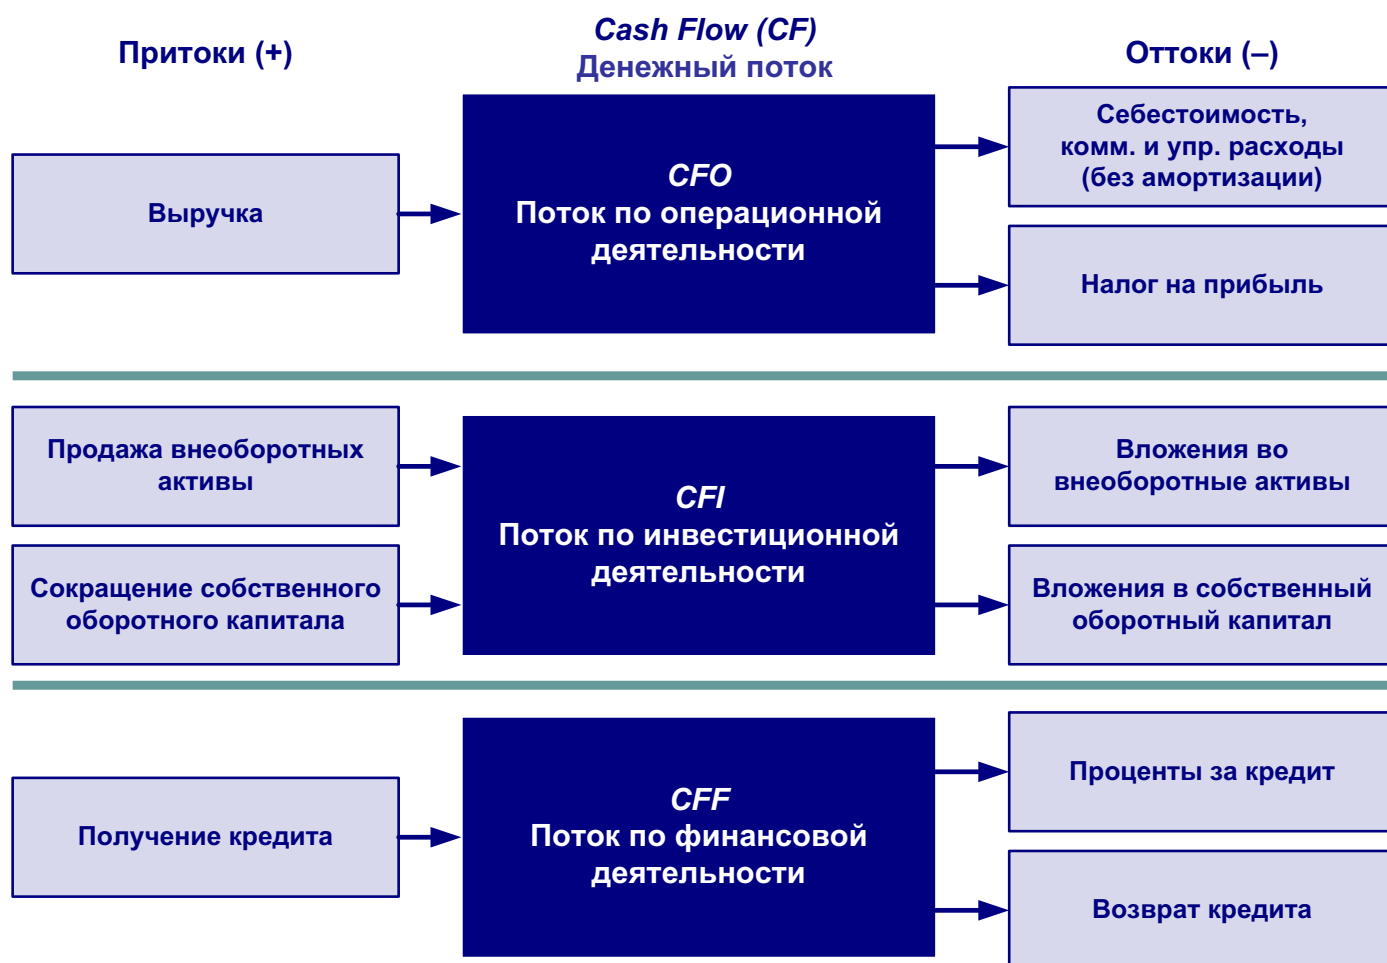 Притоки (+)
Cash Flow (CF)
Денежный поток
Оттоки (–)
Выручка
CFO
Поток по операционной
деятельности
Себестоимость,
комм. и упр. расходы
(без амортизации)
Налог на прибыль
Продажа внеоборотных
активы
Сокращение собственного
оборотного капитала
CFI
Поток по инвестиционной
деятельности
Вложения во
внеоборотные активы
Вложения в собственный
оборотный капитал
Получение кредита
CFF
Поток по финансовой
деятельности
Проценты за кредит
Возврат кредита